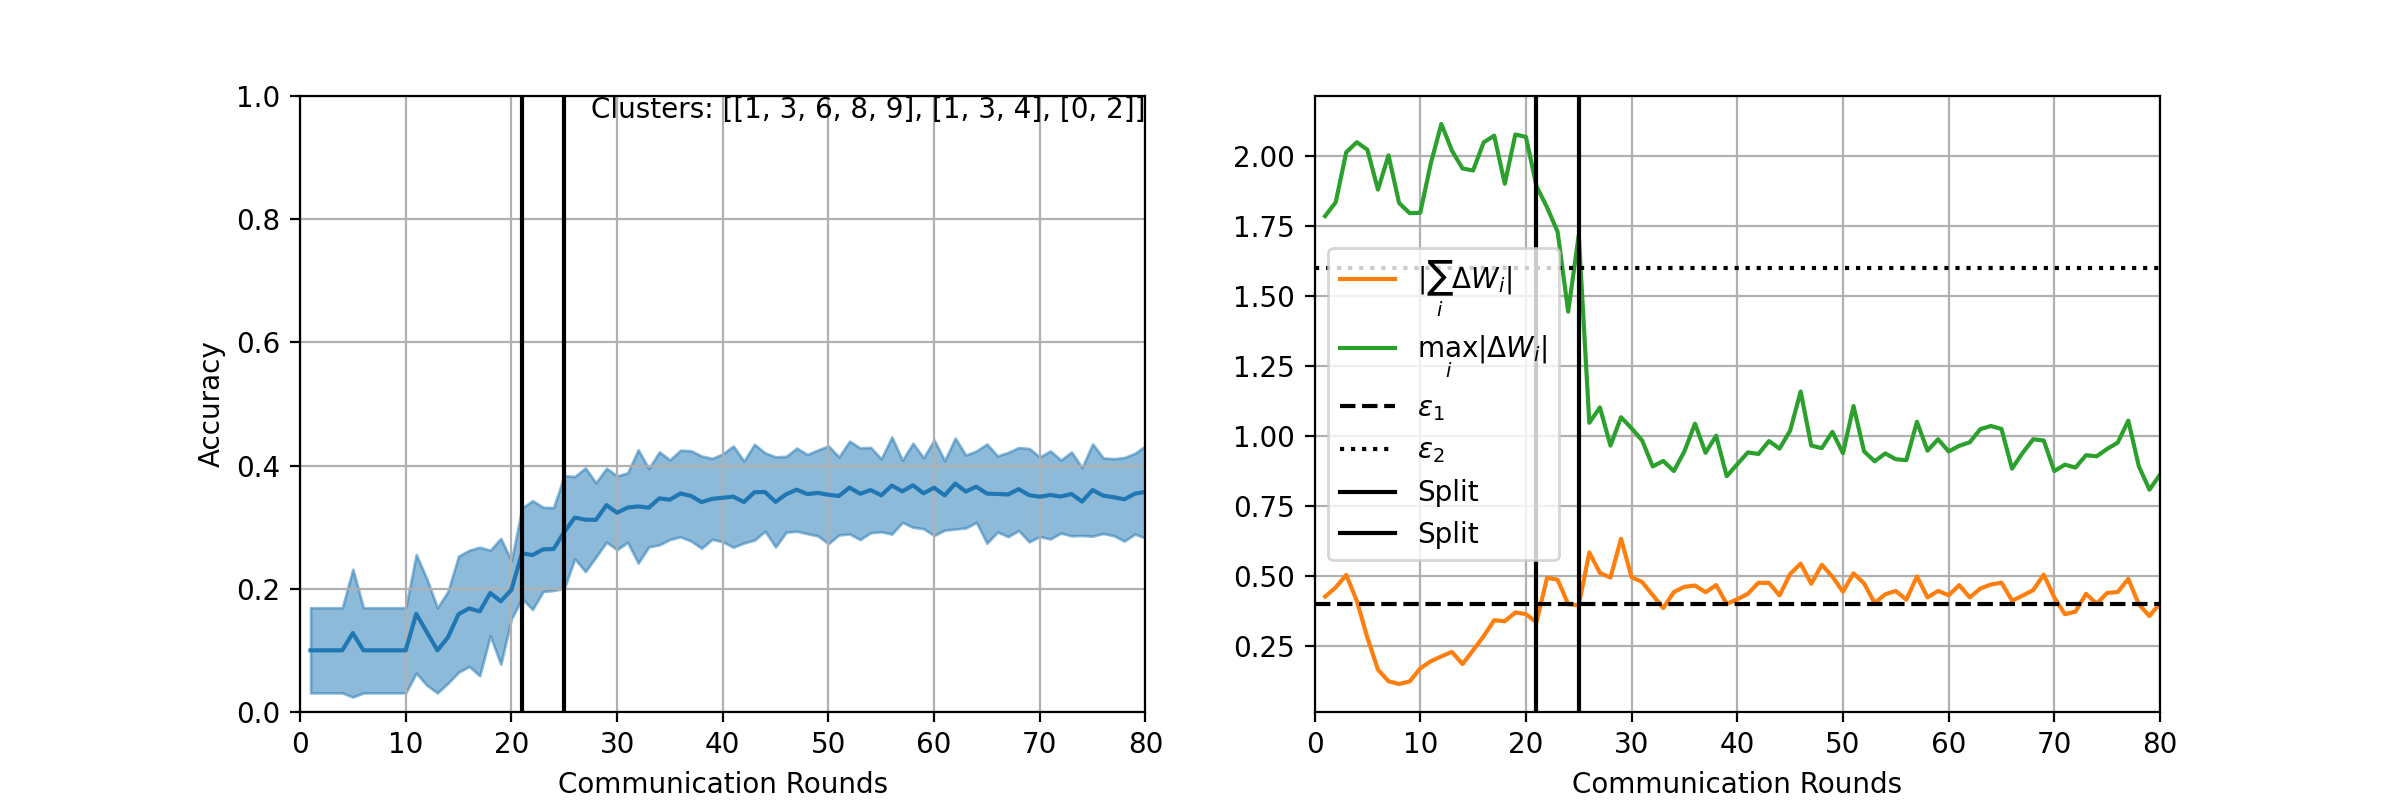 Clusters: [[1, 3, 6, 8, 9], [1, 3, 4], [0, 2]]
1.0
0.8
0.6
0.4
0.2
0.0
Accuracy
0 10 20 30 40 50 60 70 80
Communication Rounds
2.00
1.75
1.50
1.25
1.00
0.75
0.50
0.25
|∑ᵢ ΔWᵢ|
maxᵢ|ΔWᵢ|
ε₁
ε₂
Split
Split
0 10 20 30 40 50 60 70 80
Communication Rounds